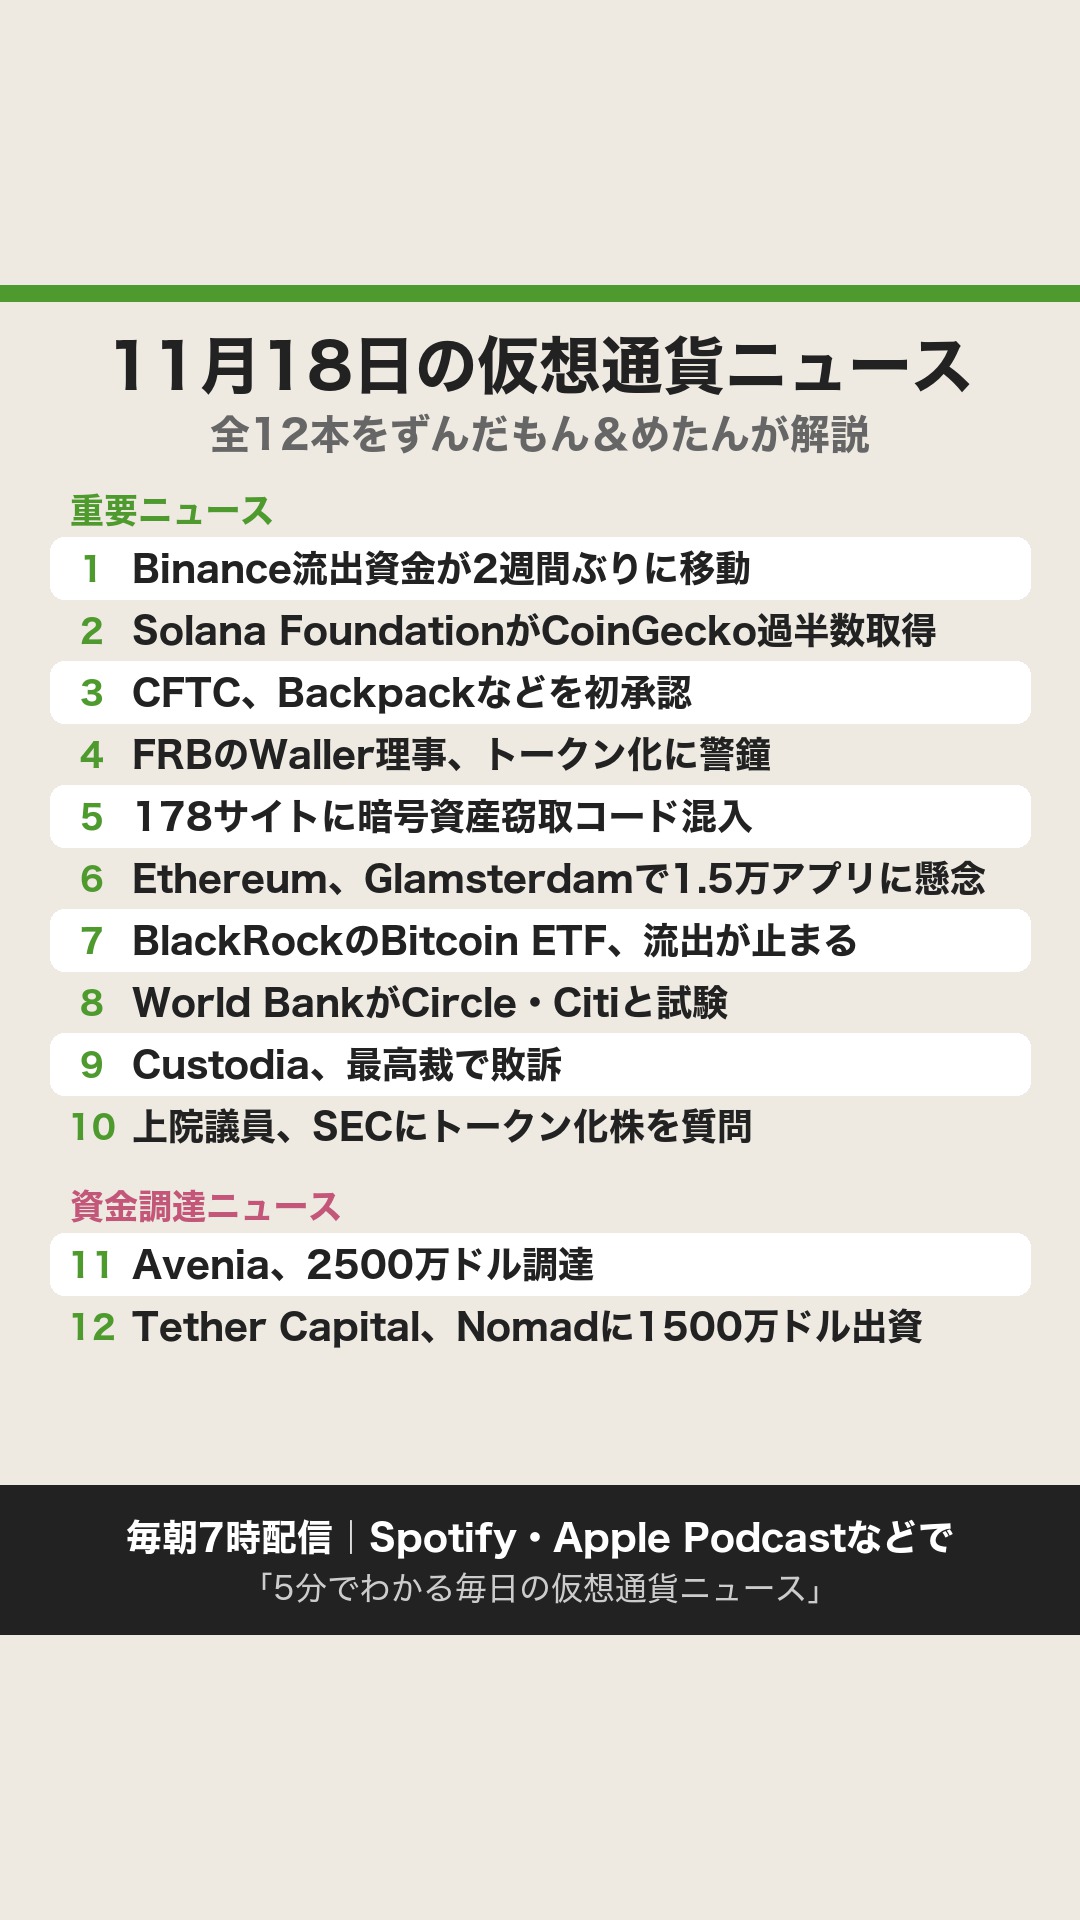 11月18日の仮想通貨ニュース
全12本をずんだもん＆めたんが解説
重要ニュース
1 Binance流出資金が2週間ぶりに移動
2 Solana FoundationがCoinGecko過半数取得
3 CFTC、Backpackなどを初承認
4 FRBのWaller理事、トークン化に警鐘
5 178サイトに暗号資産窃取コード混入
6 Ethereum、Glamsterdamで1.5万アプリに懸念
7 BlackRockのBitcoin ETF、流出が止まる
8 World BankがCircle・Citiと試験
9 Custodia、最高裁で敗訴
10 上院議員、SECにトークン化株を質問
資金調達ニュース
11 Avenia、2500万ドル調達
12 Tether Capital、Nomadに1500万ドル出資
毎朝7時配信｜Spotify・Apple Podcastなどで
「5分でわかる毎日の仮想通貨ニュース」